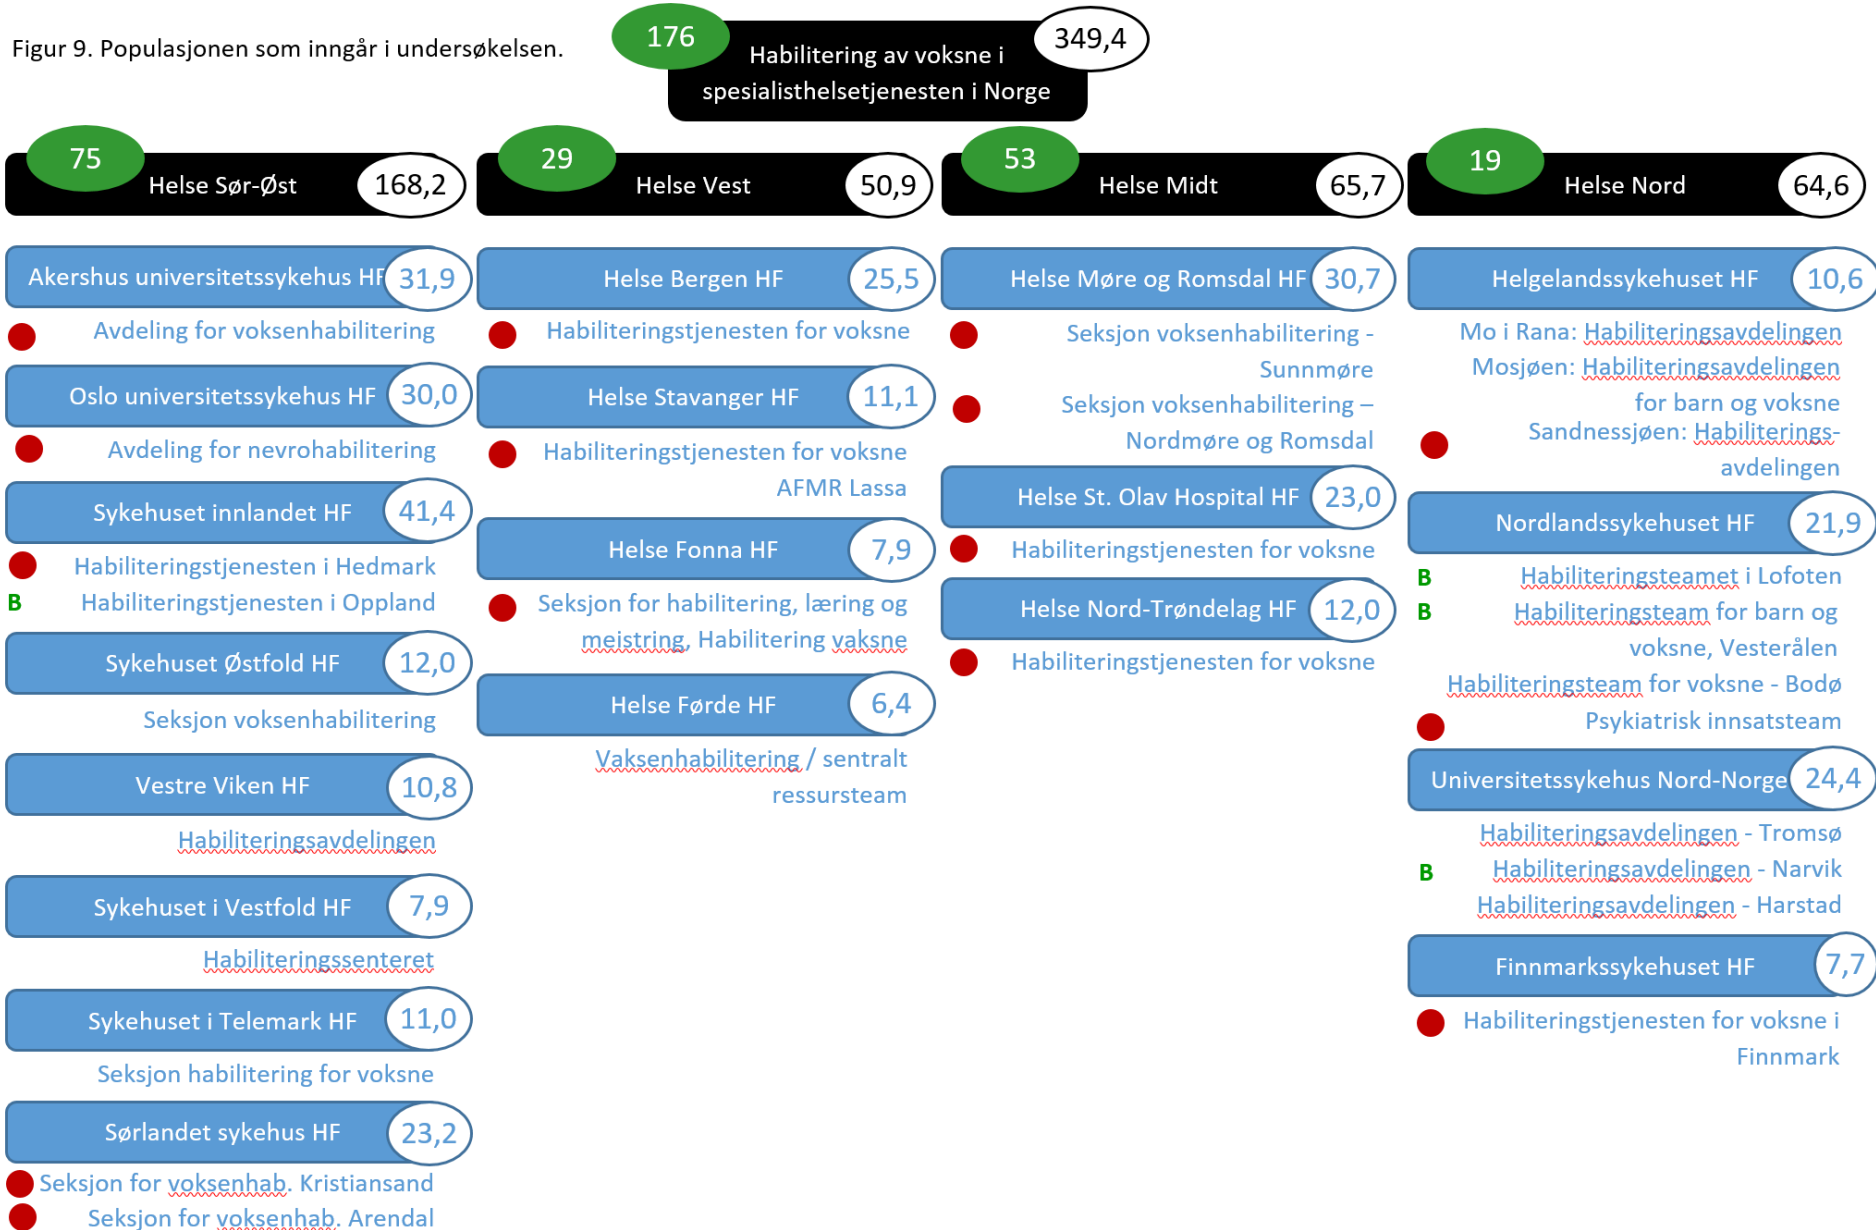 Figur 9. Populasjonen som inngår i undersøkelsen.
176
Habilitering av voksne i
spesialisthelsetjenesten i Norge
349,4
75
Helse Sør-Øst
168,2
Akershus universitetssykehus HF
31,9
Avdeling for voksenhabilitering
Oslo universitetssykehus HF
30,0
Avdeling for nevrohabilitering
Sykehuset innlandet HF
41,4
Habiliteringstjenesten i Hedmark
B
Habiliteringstjenesten i Oppland
Sykehuset Østfold HF
12,0
Seksjon voksenhabilitering
Vestre Viken HF
10,8
Habiliteringsavdelingen
Sykehuset i Vestfold HF
7,9
Habiliteringssenteret
Sykehuset i Telemark HF
11,0
Seksjon habilitering for voksne
Sørlandet sykehus HF
23,2
Seksjon for voksenhab. Kristiansand
Seksjon for voksenhab. Arendal
29
Helse Vest
50,9
Helse Bergen HF
25,5
Habiliteringstjenesten for voksne
Helse Stavanger HF
11,1
Habiliteringstjenesten for voksne
AFMR Lassa
Helse Fonna HF
7,9
Seksjon for habilitering, læring og
meistring, Habilitering vaksne
Helse Førde HF
6,4
Vaksenhabilitering / sentralt
ressursteam
53
Helse Midt
65,7
Helse Møre og Romsdal HF
30,7
Seksjon voksenhabilitering -
Sunnmøre
Seksjon voksenhabilitering –
Nordmøre og Romsdal
Helse St. Olav Hospital HF
23,0
Habiliteringstjenesten for voksne
Helse Nord-Trøndelag HF
12,0
Habiliteringstjenesten for voksne
19
Helse Nord
64,6
Helgelandssykehuset HF
10,6
Mo i Rana: Habiliteringsavdelingen
Mosjøen: Habiliteringsavdelingen
for barn og voksne
Sandnessjøen: Habiliterings-
avdelingen
Nordlandssykehuset HF
21,9
B
Habiliteringsteamet i Lofoten
B
Habiliteringsteam for barn og
voksne, Vesterålen
Habiliteringsteam for voksne - Bodø
Psykiatrisk innsatsteam
Universitetssykehus Nord-Norge
24,4
Habiliteringsavdelingen - Tromsø
B
Habiliteringsavdelingen - Narvik
Habiliteringsavdelingen - Harstad
Finnmarkssykehuset HF
7,7
Habiliteringstjenesten for voksne i
Finnmark